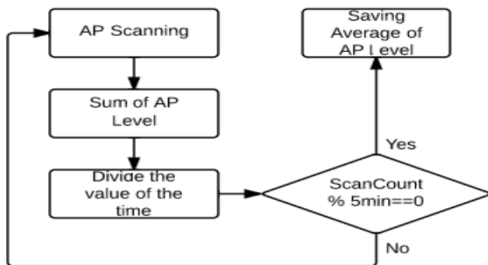 AP Scanning
Sum of AP
Level
Divide the
value of the
time
ScanCount
% 5min==0
Yes
No
Saving
Average of
AP Level